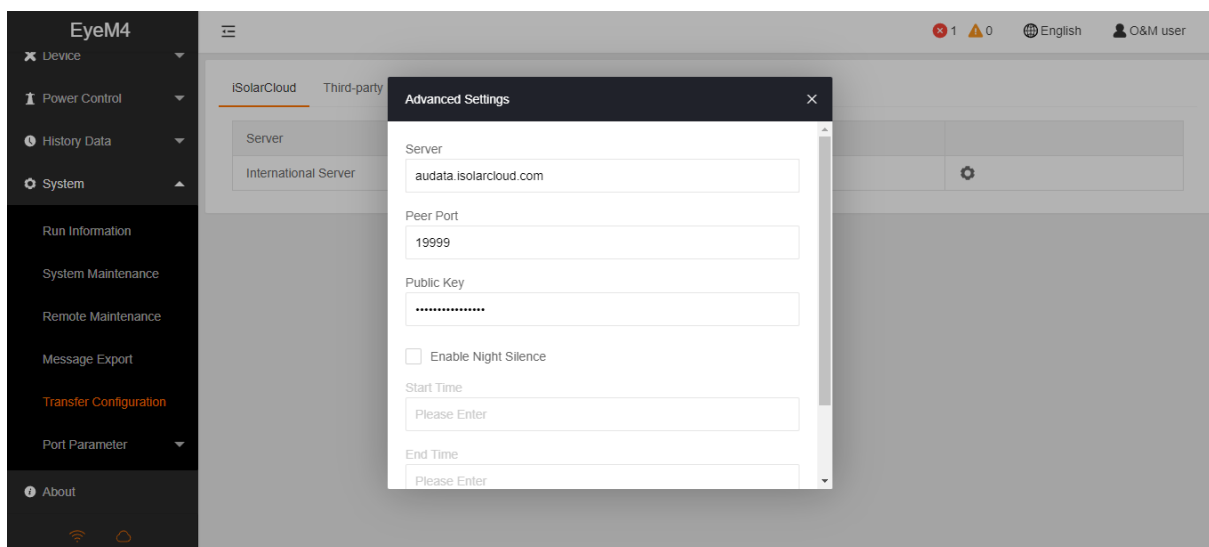 EyeM4
1 0 English O&M user
Device
Power Control
History Data
System
Run Information
System Maintenance
Remote Maintenance
Message Export
Transfer Configuration
Port Parameter
About
iSolarCloud Third-party
Server
International Server
Advanced Settings
Server
audata.isolarcloud.com
Peer Port
19999
Public Key
••••••••••••••••
Enable Night Silence
Start Time
Please Enter
End Time
Please Enter